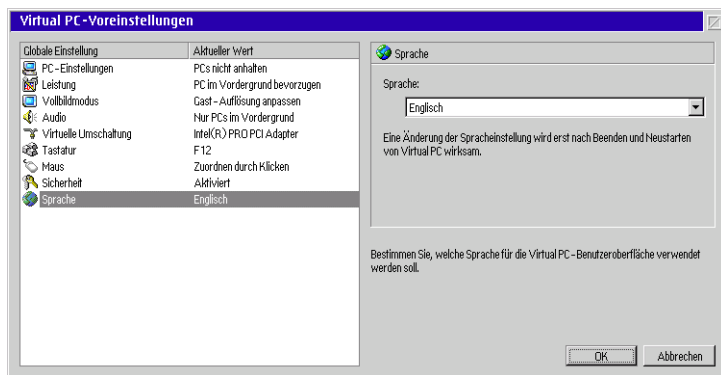 Virtual PC-Voreinstellungen
Globale Einstellung Aktueller Wert
PC-Einstellungen PCs nicht anhalten
Leistung PC im Vordergrund bevorzugen
Vollbildmodus Gast-Auflösung anpassen
Audio Nur PCs im Vordergrund
Virtuelle Umschaltung Intel(R) PRO PCI Adapter
Tastatur F12
Maus Zuordnen durch Klicken
Sicherheit Aktiviert
Sprache Englisch
Sprache
Sprache:
Englisch
Eine Änderung der Spracheinstellung wird erst nach Beenden und Neustarten
von Virtual PC wirksam.
Bestimmen Sie, welche Sprache für die Virtual PC-Benutzeroberfläche verwendet
werden soll.
OK Abbrechen